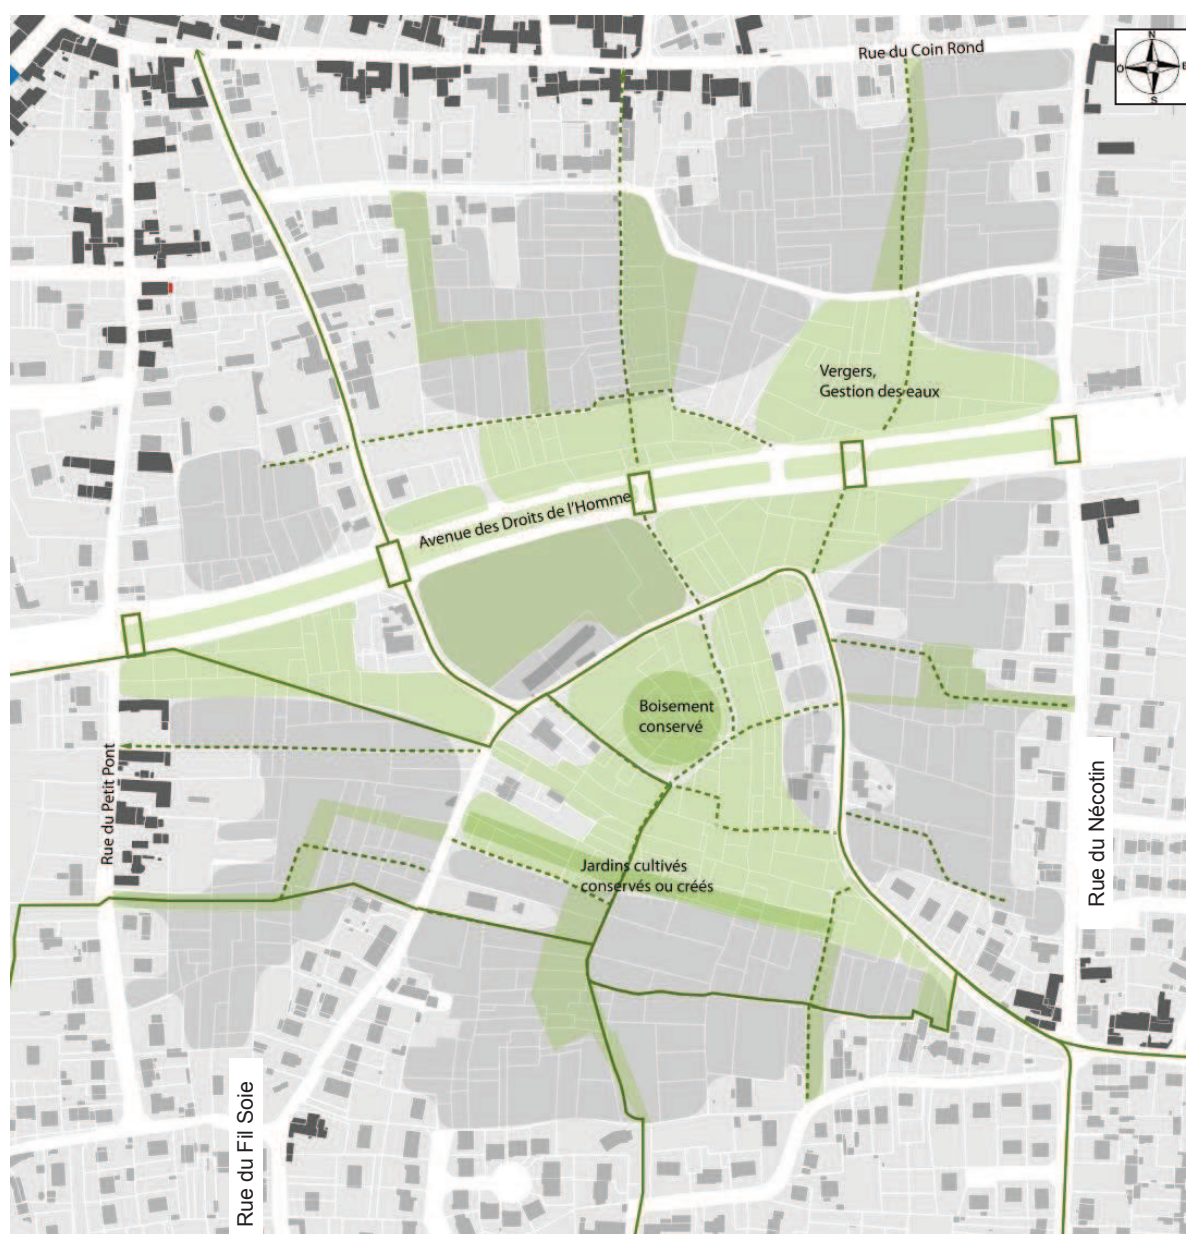 Rue du Coin Rond
N
O
E
S
Vergers,
Gestion des eaux
Avenue des Droits de l'Homme
Boisement
conservé
Rue du Petit Pont
Jardins cultivés
conservés ou créés
Rue du Nécotin
Rue du Fil Soie